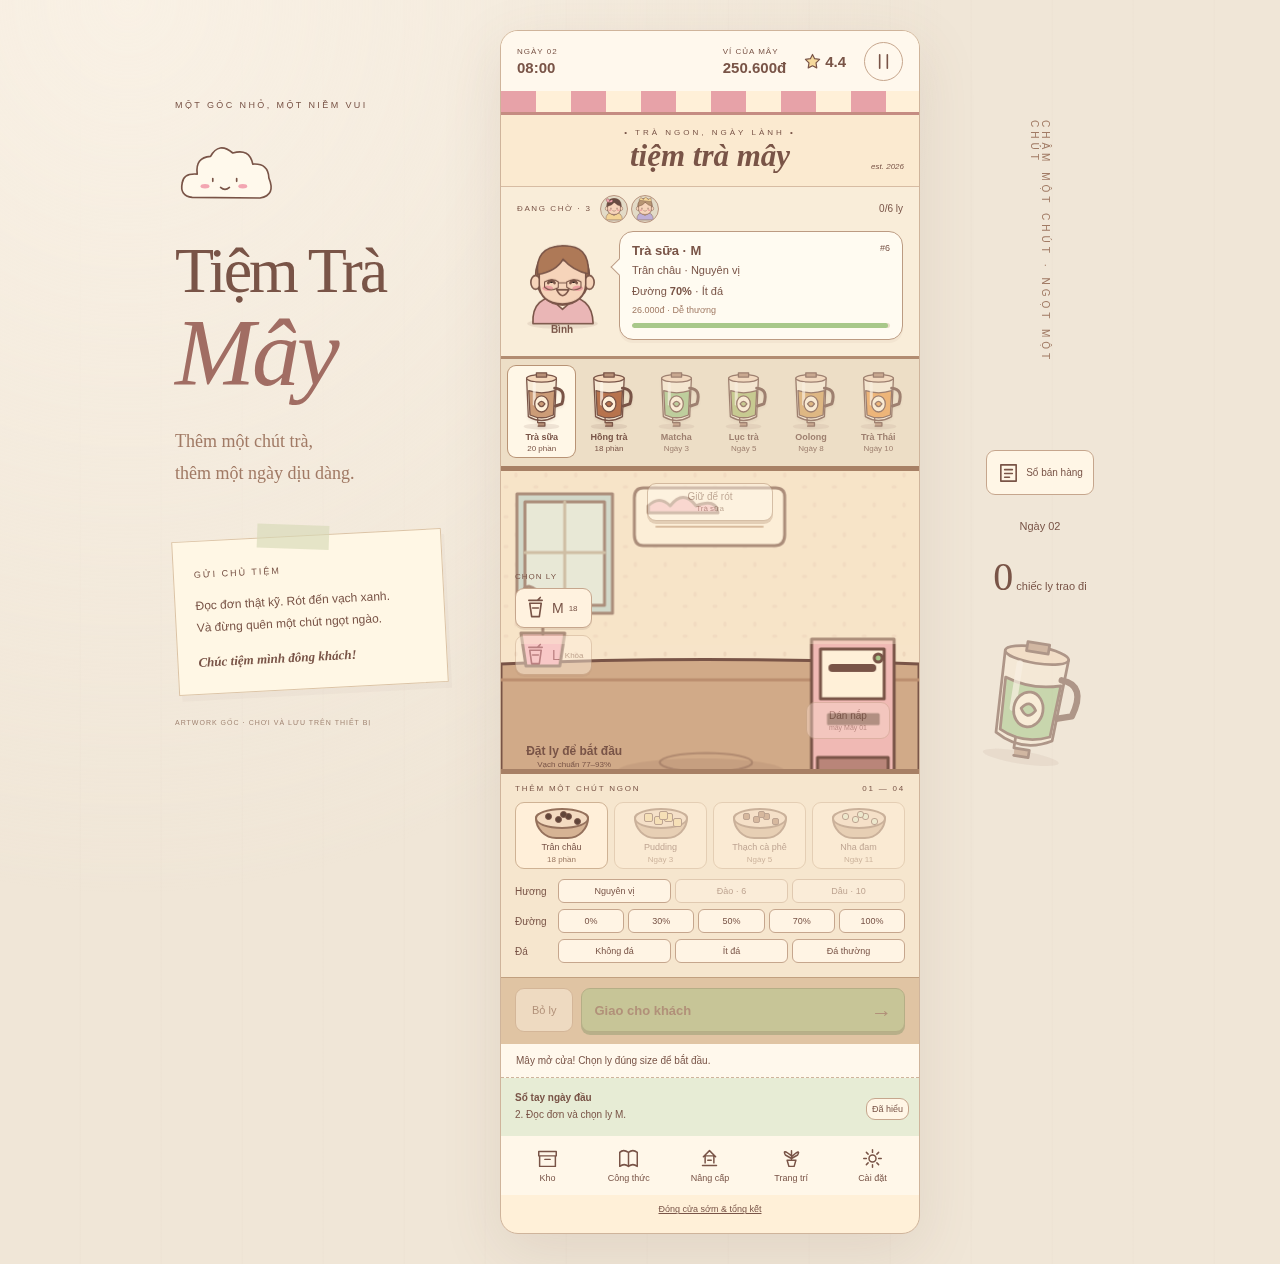 MỘT GÓC NHỎ, MỘT NIỀM VUI
Tiệm Trà
Mây
Thêm một chút trà,
thêm một ngày dịu dàng.
GỬI CHỦ TIỆM
Đọc đơn thật kỹ. Rót đến vạch xanh.
Và đừng quên một chút ngọt ngào.
Chúc tiệm mình đông khách!
ARTWORK GỐC · CHƠI VÀ LƯU TRÊN THIẾT BỊ
NGÀY 02
08:00
VÍ CỦA MÂY
250.600đ
4.4
• TRÀ NGON, NGÀY LÀNH •
tiệm trà mây
est. 2026
ĐANG CHỜ · 3
0/6 ly
Bình
Trà sữa · M
#6
Trân châu · Nguyên vị
Đường 70% · Ít đá
26.000đ · Dễ thương
Trà sữa
20 phần
Hồng trà
18 phần
Matcha
Ngày 3
Lục trà
Ngày 5
Oolong
Ngày 8
Trà Thái
Ngày 10
Giữ để rót
Trà sữa
CHỌN LY
M 18
L Khóa
Dán nắp
máy Mây 01
Đặt ly để bắt đầu
Vạch chuẩn 77–93%
THÊM MỘT CHÚT NGON
01 — 04
Trân châu
18 phần
Pudding
Ngày 3
Thạch cà phê
Ngày 5
Nha đam
Ngày 11
Hương
Nguyên vị
Đào · 6
Dâu · 10
Đường
0%
30%
50%
70%
100%
Đá
Không đá
Ít đá
Đá thường
Bỏ ly
Giao cho khách →
Mây mở cửa! Chọn ly đúng size để bắt đầu.
Sổ tay ngày đầu
2. Đọc đơn và chọn ly M.
Đã hiểu
Kho
Công thức
Nâng cấp
Trang trí
Cài đặt
Đóng cửa sớm & tổng kết
CHẬM MỘT CHÚT · NGỌT MỘT
CHÚT
Sổ bán hàng
Ngày 02
0 chiếc ly trao đi